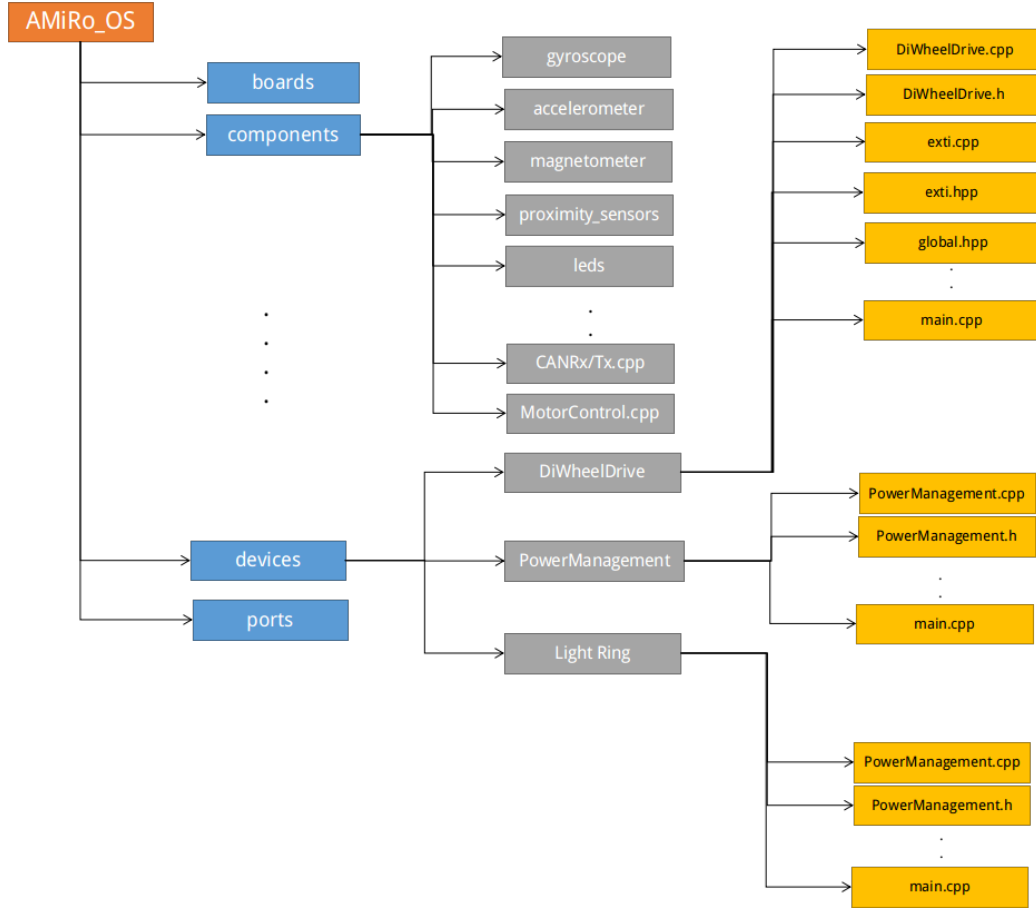 AMiRo_OS
boards
components
devices
ports
gyroscope
accelerometer
magnetometer
proximity_sensors
leds
CANRx/Tx.cpp
MotorControl.cpp
DiWheelDrive
PowerManagement
Light Ring
DiWheelDrive.cpp
DiWheelDrive.h
exti.cpp
exti.hpp
global.hpp
main.cpp
PowerManagement.cpp
PowerManagement.h
main.cpp
PowerManagement.cpp
PowerManagement.h
main.cpp